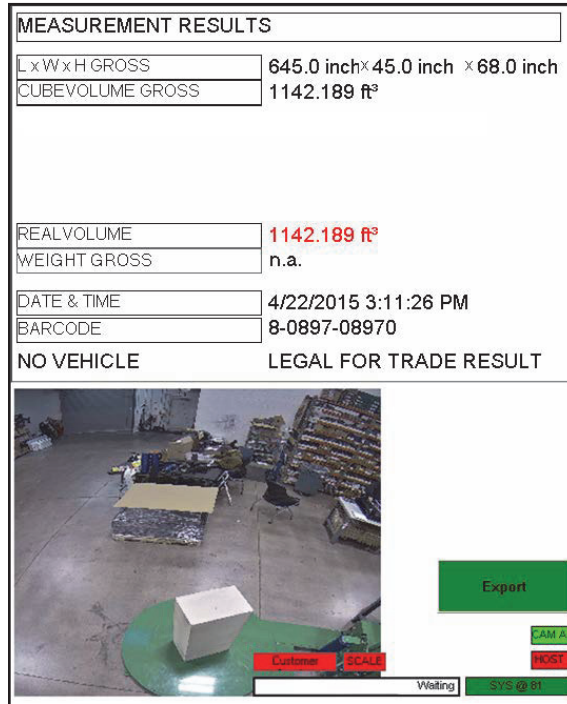 MEASUREMENT RESULTS
L x W x H GROSS 645.0 inch x 45.0 inch x 68.0 inch
CUBEVOLUME GROSS 1142.189 ft³
REALVOLUME 1142.189 ft³
WEIGHT GROSS n.a.
DATE & TIME 4/22/2015 3:11:26 PM
BARCODE 8-0897-08970
NO VEHICLE LEGAL FOR TRADE RESULT
Export
CAM A
Customer SCALE HOST
Waiting SYS @ 81